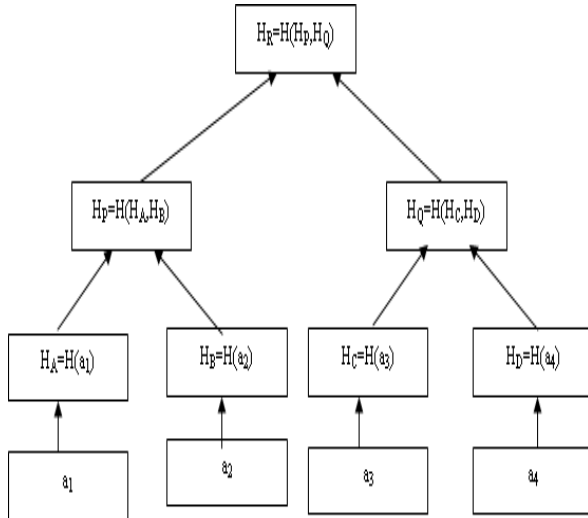 H_R=H(H_P,H_Q)
H_P=H(H_A,H_B)
H_Q=H(H_C,H_D)
H_A=H(a_1)
H_B=H(a_2)
H_C=H(a_3)
H_D=H(a_4)
a_1
a_2
a_3
a_4